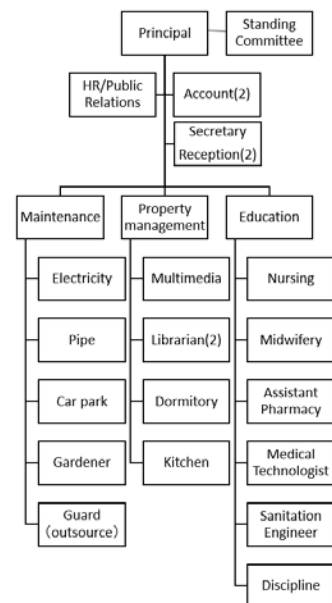 Principal
Standing
Committee
HR/Public
Relations
Account(2)
Secretary
Reception(2)
Maintenance
Property
management
Education
Electricity
Multimedia
Nursing
Pipe
Librarian(2)
Midwifery
Car park
Dormitory
Assistant
Pharmacy
Gardener
Kitchen
Medical
Technologist
Guard
(outsource)
Sanitation
Engineer
Discipline